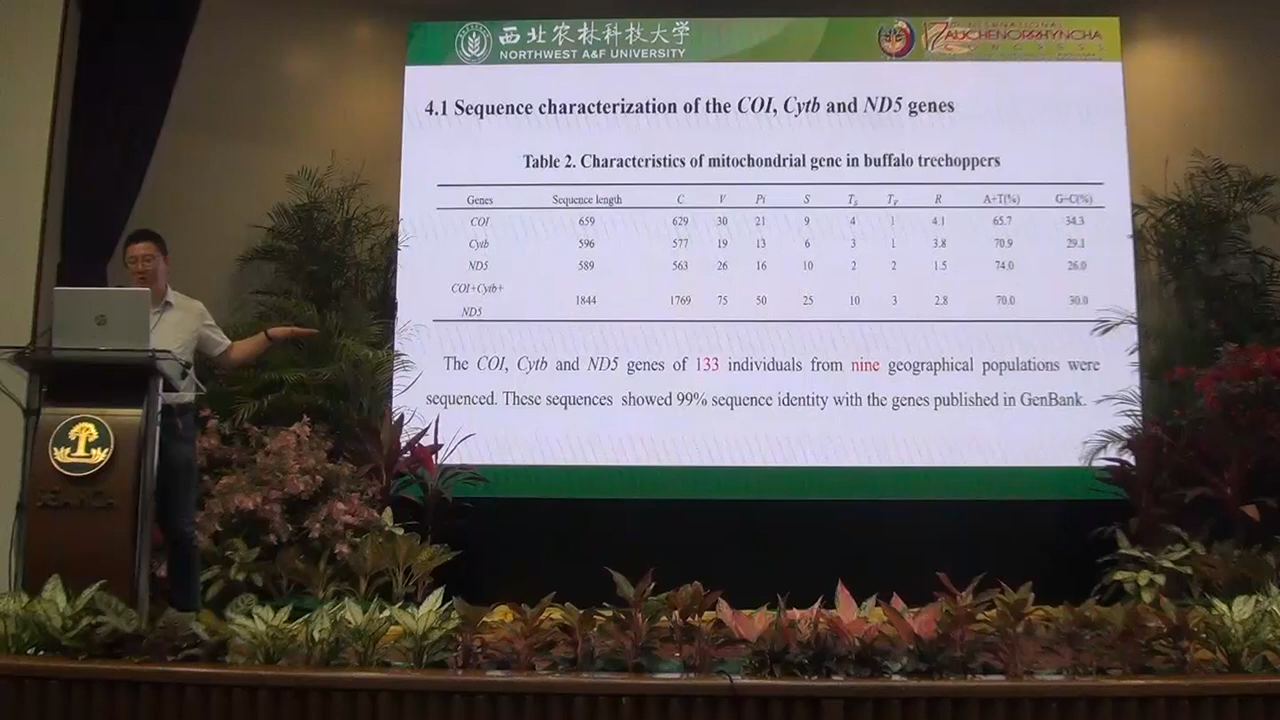 西北农林科技大学
NORTHWEST A&F UNIVERSITY
17 INTERNATIONAL
AUCHENORRHYNCHA
CONGRESS
4.1 Sequence characterization of the COI, Cytb and ND5 genes
Table 2. Characteristics of mitochondrial gene in buffalo treehoppers
Genes Sequence length C V Pi S Ts Tv R A+T(%) G+C(%)
COI 659 629 30 21 9 4 1 4.1 65.7 34.3
Cytb 596 577 19 13 6 3 1 3.8 70.9 29.1
ND5 589 563 26 16 10 2 2 1.5 74.0 26.0
COI+Cytb+
ND5 1844 1769 75 50 25 10 3 2.8 70.0 30.0
The COI, Cytb and ND5 genes of 133 individuals from nine geographical populations were
sequenced. These sequences showed 99% sequence identity with the genes published in GenBank.
hp